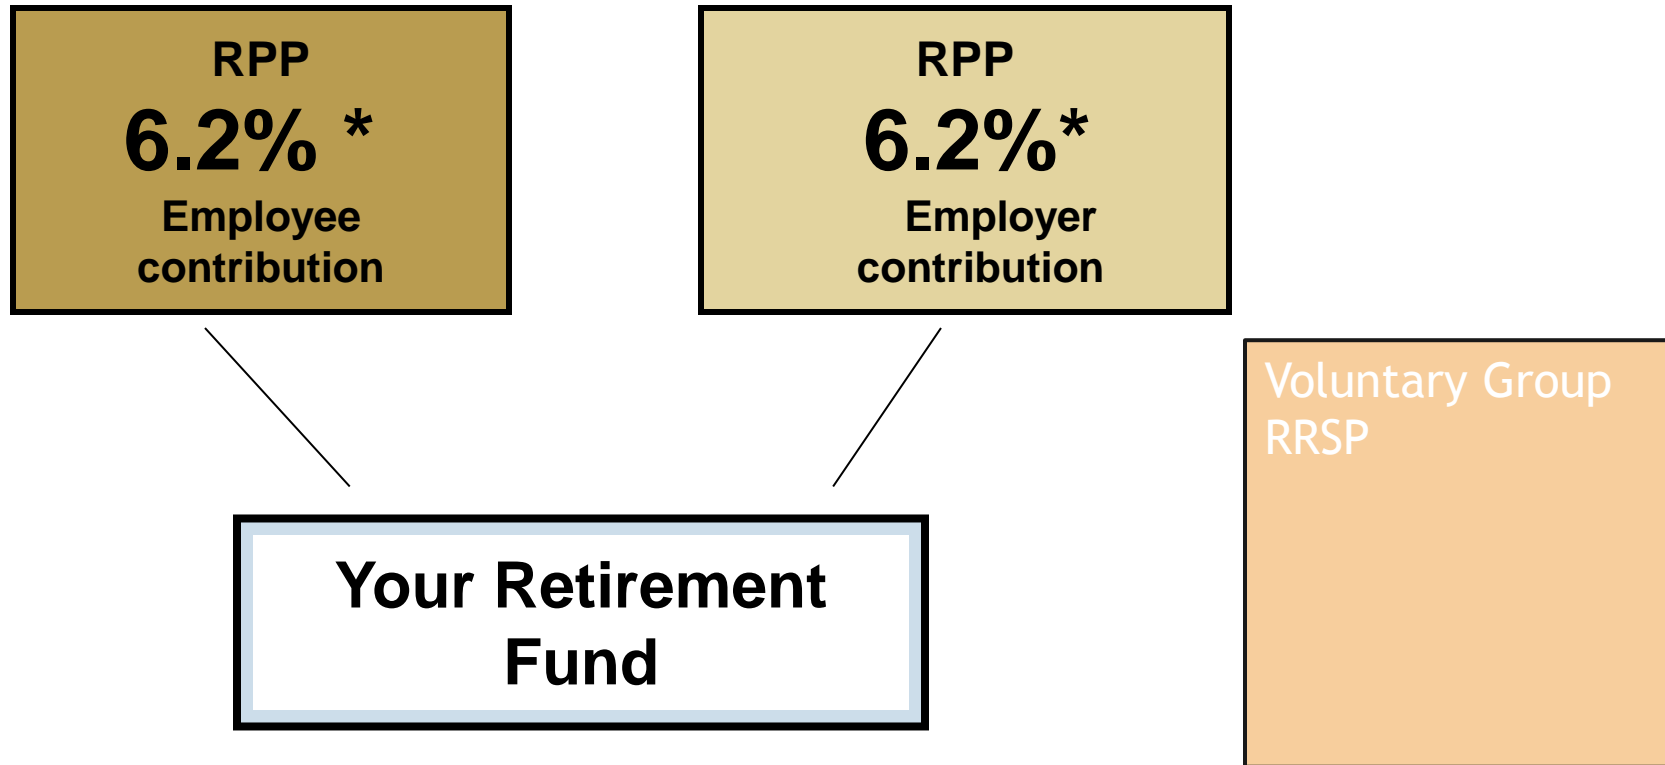 RPP
6.2% *
Employee
contribution
RPP
6.2%*
Employer
contribution
Voluntary Group
RRSP
Your Retirement
Fund